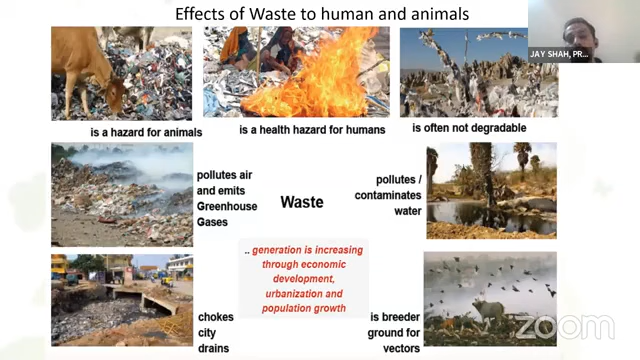 Effects of Waste to human and animals
JAY SHAH, PR...
is a hazard for animals
is a health hazard for humans
is often not degradable
pollutes air
and emits
Greenhouse
Gases
Waste
pollutes /
contaminates
water
.. generation is increasing
through economic
development,
urbanization and
population growth
chokes
city
drains
is breeder
ground for
vectors
zoom